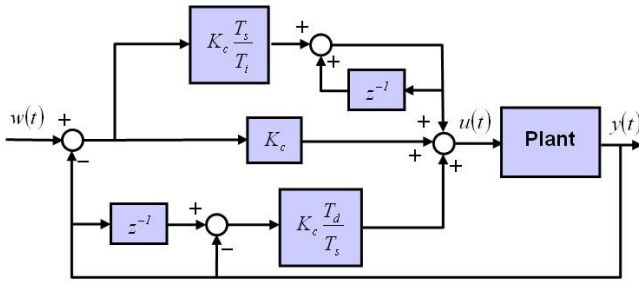 K_c T_s/T_i
+
+
z⁻¹
w(t)
+
−
K_c
+
+
+
u(t)
Plant
y(t)
z⁻¹
+
−
K_c T_d/T_s